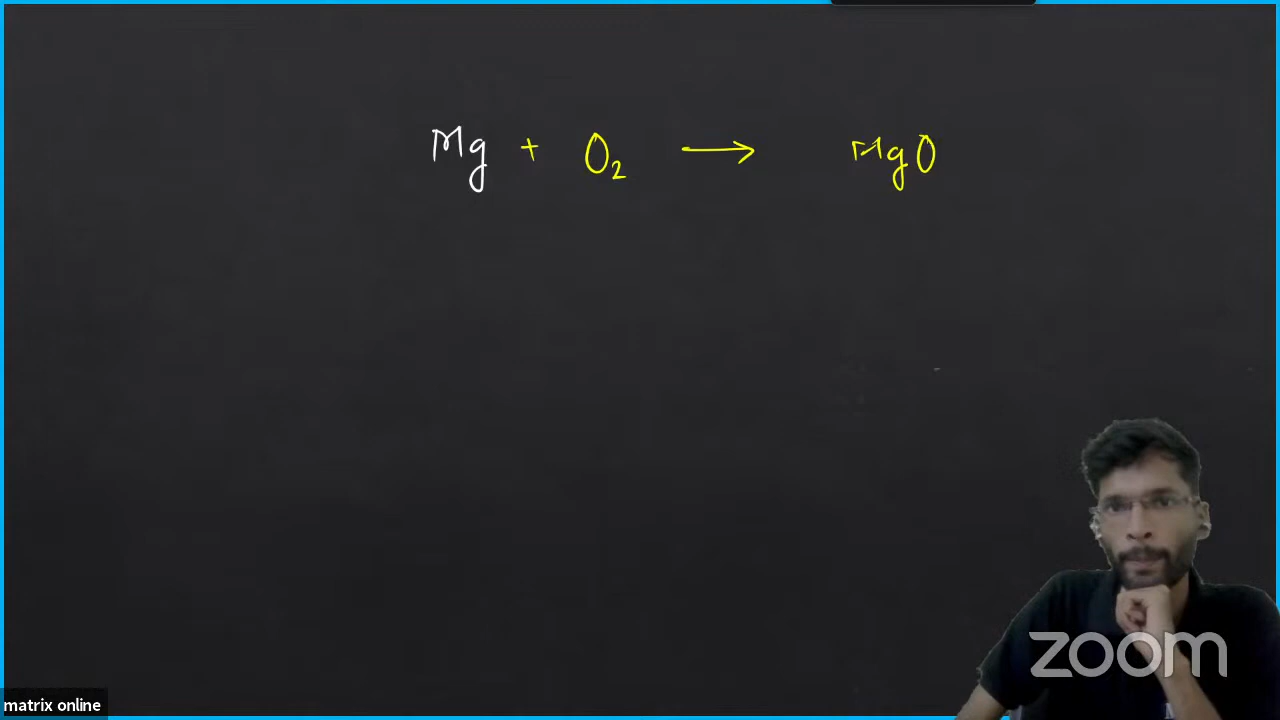 Mg + O₂ → MgO
zoom
matrix online